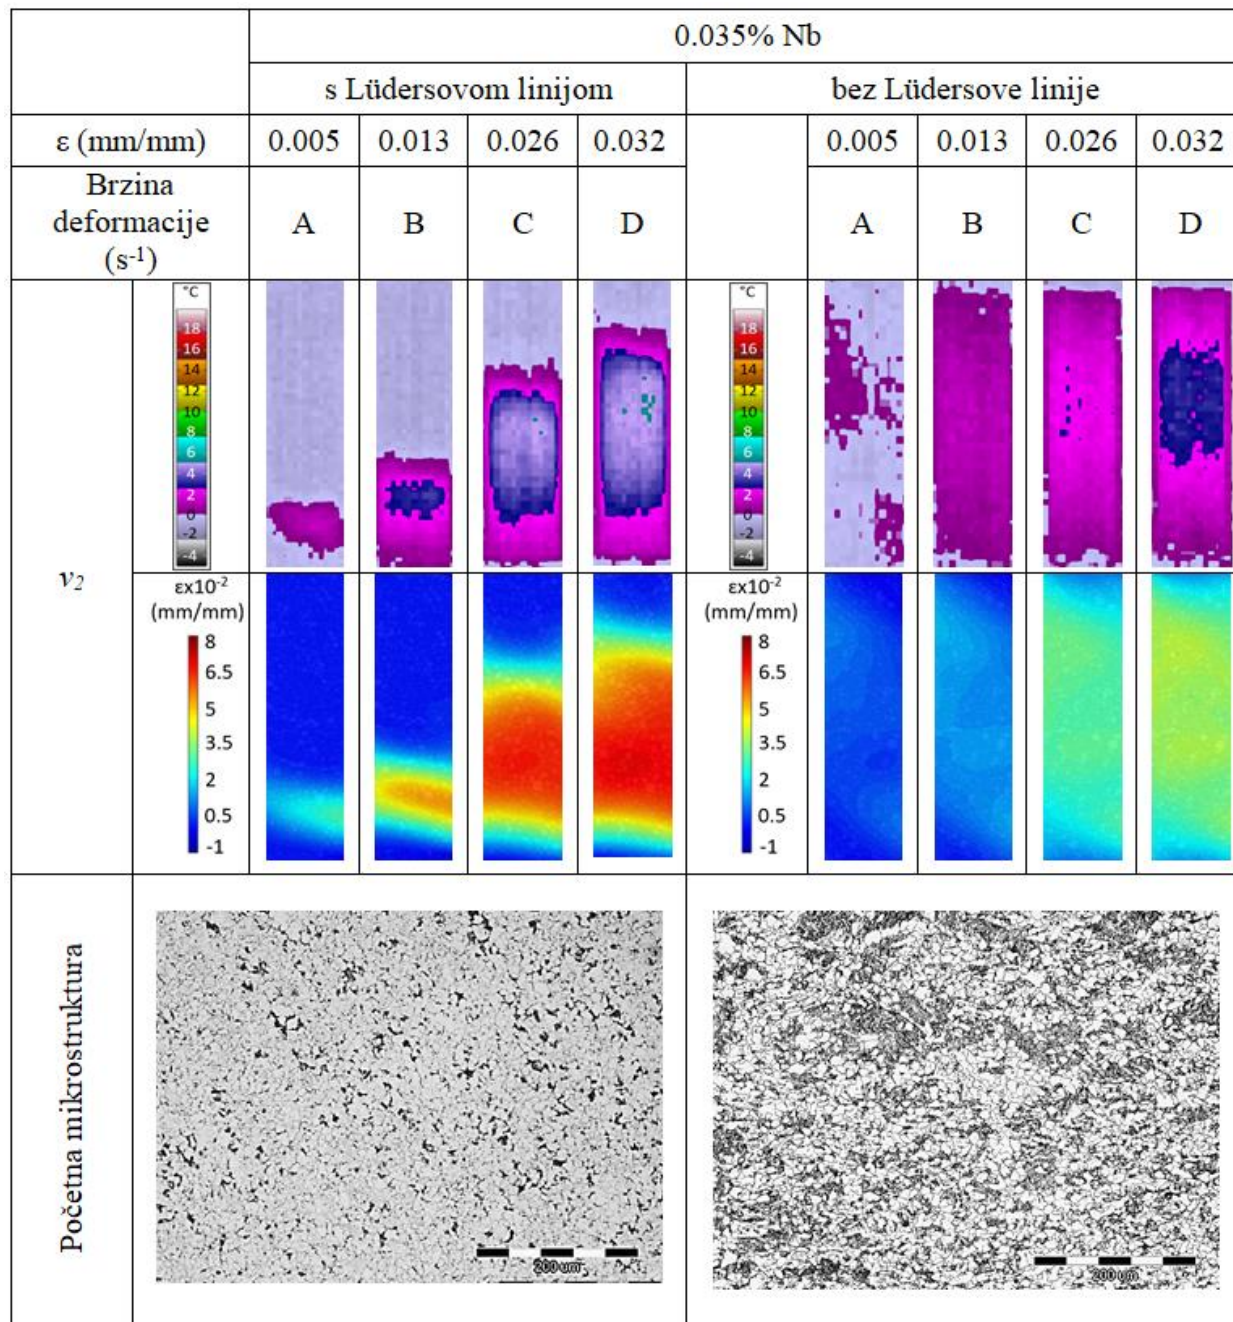 0.035% Nb
s Lüdersovom linijom
bez Lüdersove linije
ε (mm/mm)
0.005
0.013
0.026
0.032
0.005
0.013
0.026
0.032
Brzina
deformacije
(s⁻¹)
A
B
C
D
A
B
C
D
v₂
°C
18
16
14
12
10
8
6
4
2
0
-2
-4
°C
18
16
14
12
10
8
6
4
2
0
-2
-4
εx10⁻²
(mm/mm)
8
6.5
5
3.5
2
0.5
-1
εx10⁻²
(mm/mm)
8
6.5
5
3.5
2
0.5
-1
Početna mikrostruktura
200 um
200 um